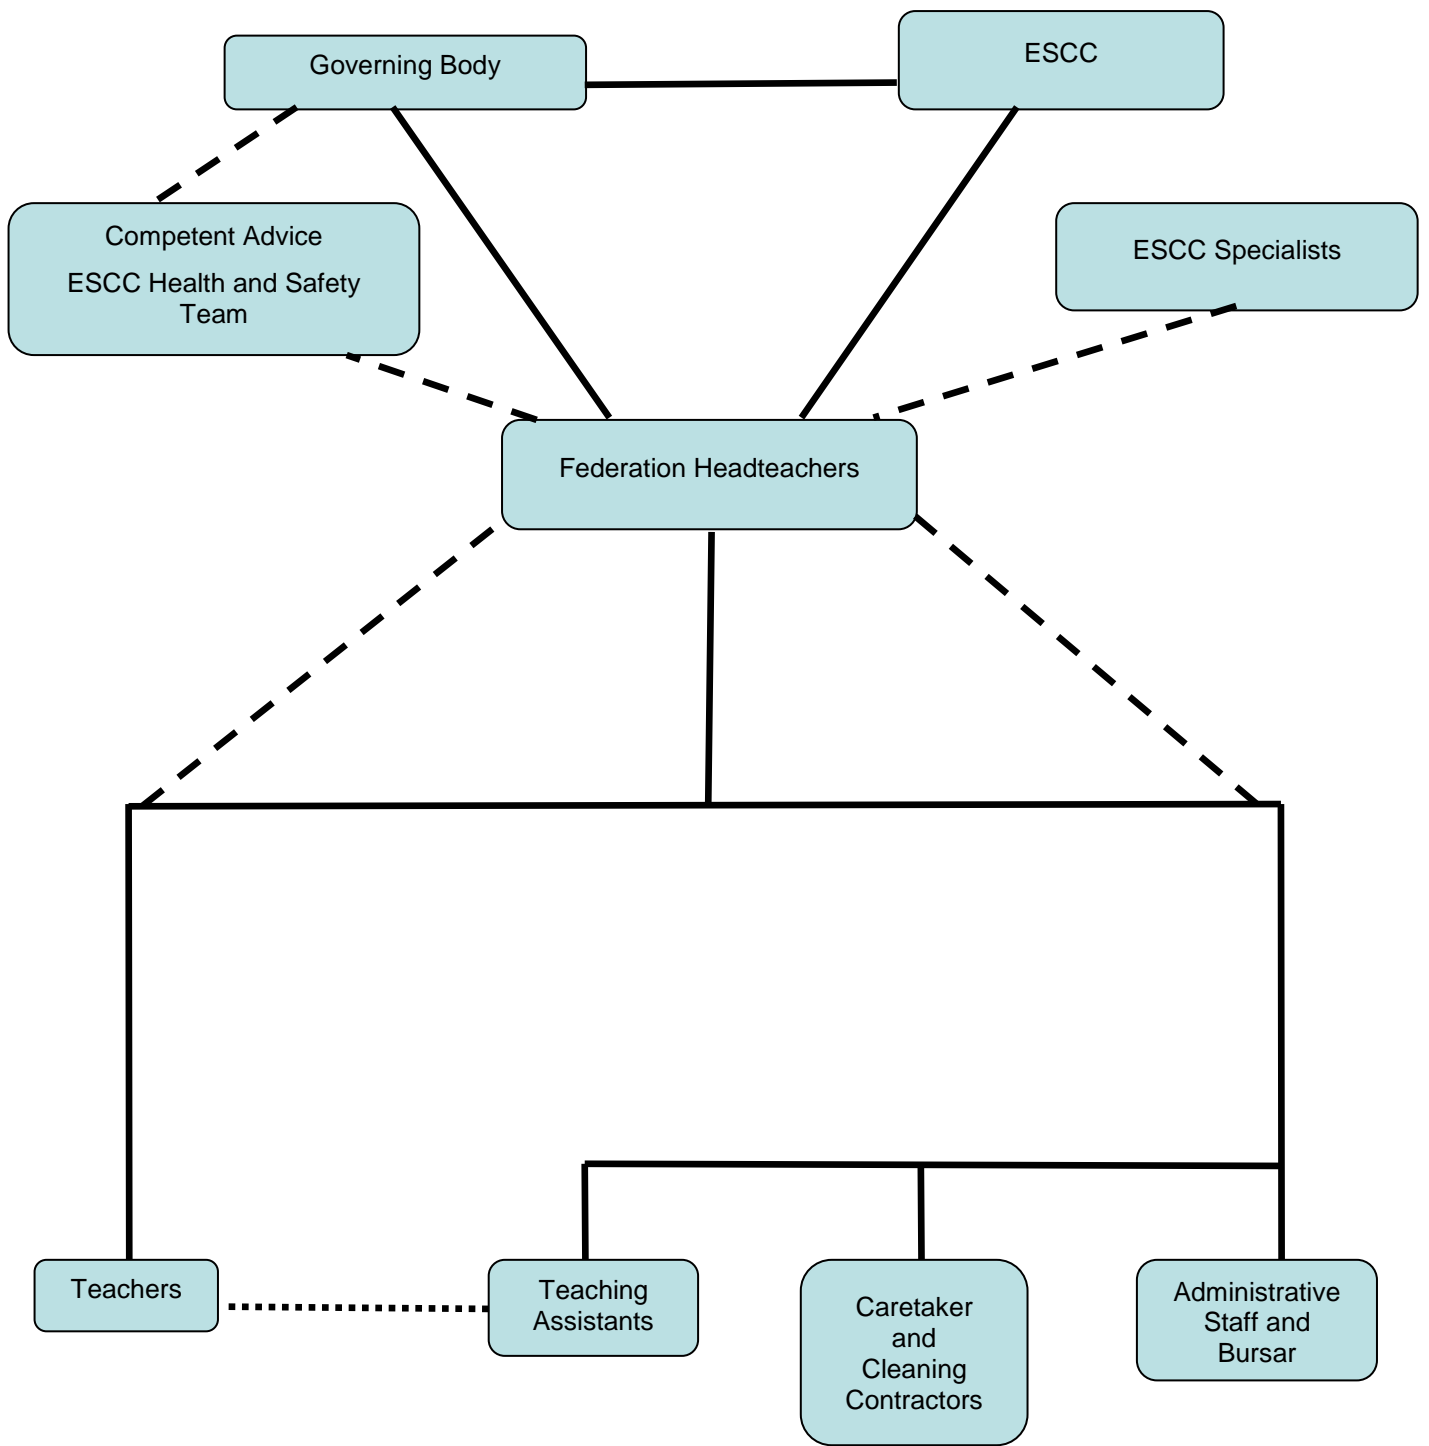 Governing Body
ESCC
Competent Advice
ESCC Health and Safety
Team
ESCC Specialists
Federation Headteachers
Teachers
Teaching
Assistants
Caretaker
and
Cleaning
Contractors
Administrative
Staff and
Bursar